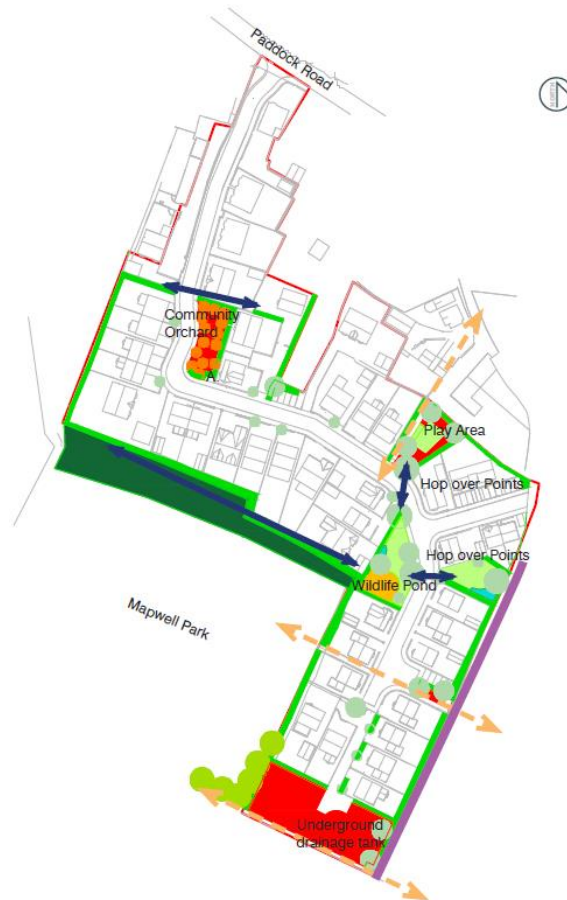 Paddock Road
NORTH
Community
Orchard
A
Play Area
Hop over Points
Hop over Points
Wildlife Pond
Mapwell Park
Underground
drainage tank